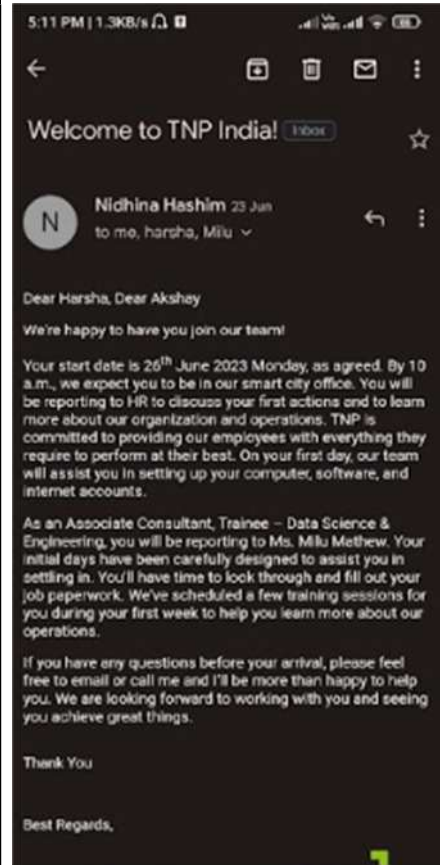 5:11 PM | 1.3KB/s
Welcome to TNP India! Inbox
N
Nidhina Hashim 23 Jun
to me, harsha, Milu
Dear Harsha, Dear Akshay
We're happy to have you join our team!
Your start date is 26th June 2023 Monday, as agreed. By 10
a.m., we expect you to be in our smart city office. You will
be reporting to HR to discuss your first actions and to learn
more about our organization and operations. TNP is
committed to providing our employees with everything they
require to perform at their best. On your first day, our team
will assist you in setting up your computer, software, and
internet accounts.
As an Associate Consultant, Trainee – Data Science &
Engineering, you will be reporting to Ms. Milu Mathew. Your
initial days have been carefully designed to assist you in
settling in. You'll have time to look through and fill out your
job paperwork. We've scheduled a few training sessions for
you during your first week to help you learn more about our
operations.
If you have any questions before your arrival, please feel
free to email or call me and I'll be more than happy to help
you. We are looking forward to working with you and seeing
you achieve great things.
Thank You
Best Regards,